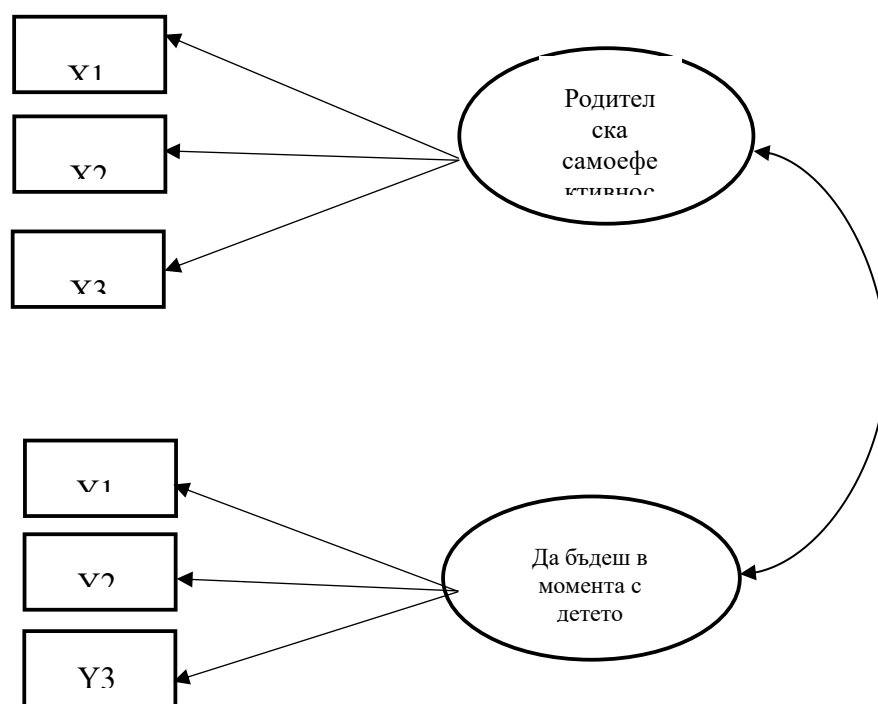 X1
Родител
ска
самоефе
ктивнос
X2
X3
Y1
Y2
Да бъдеш в
момента с
детето
Y3